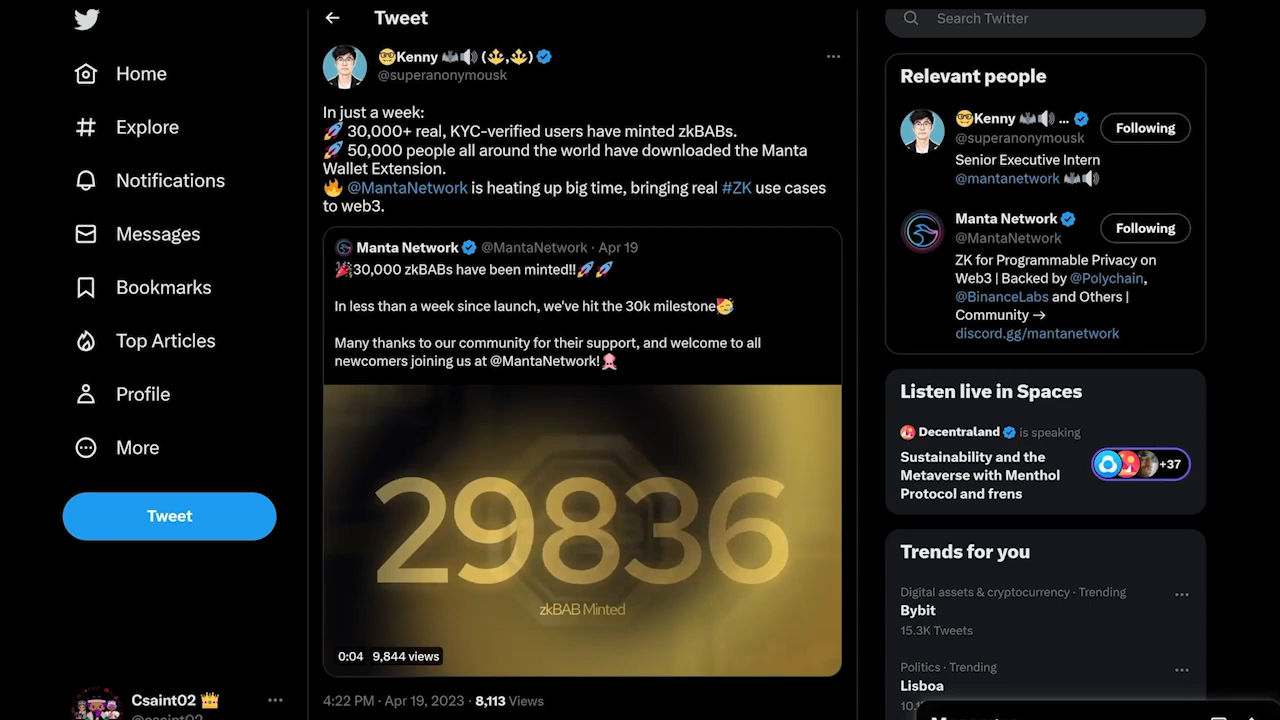 Home
Explore
Notifications
Messages
Bookmarks
Top Articles
Profile
More
Tweet
Csaint02 👑
Tweet
🤓Kenny 🦇🔊 (⚜,⚜)
@superanonymousk
In just a week:
🚀 30,000+ real, KYC-verified users have minted zkBABs.
🚀 50,000 people all around the world have downloaded the Manta
Wallet Extension.
🔥 @MantaNetwork is heating up big time, bringing real #ZK use cases
to web3.
Manta Network @MantaNetwork · Apr 19
🎉30,000 zkBABs have been minted!!🚀 🚀
In less than a week since launch, we've hit the 30k milestone🥳
Many thanks to our community for their support, and welcome to all
newcomers joining us at @MantaNetwork!🦑
29836
zkBAB Minted
0:04 9,844 views
4:22 PM · Apr 19, 2023 · 8,113 Views
Search Twitter
Relevant people
🤓Kenny 🦇🔊 ...
@superanonymousk
Following
Senior Executive Intern
@mantanetwork 🦇🔊
Manta Network
@MantaNetwork
Following
ZK for Programmable Privacy on
Web3 | Backed by @Polychain,
@BinanceLabs and Others |
Community →
discord.gg/mantanetwork
Listen live in Spaces
Decentraland is speaking
Sustainability and the
Metaverse with Menthol
Protocol and frens
+37
Trends for you
Digital assets & cryptocurrency · Trending
Bybit
15.3K Tweets
Politics · Trending
Lisboa